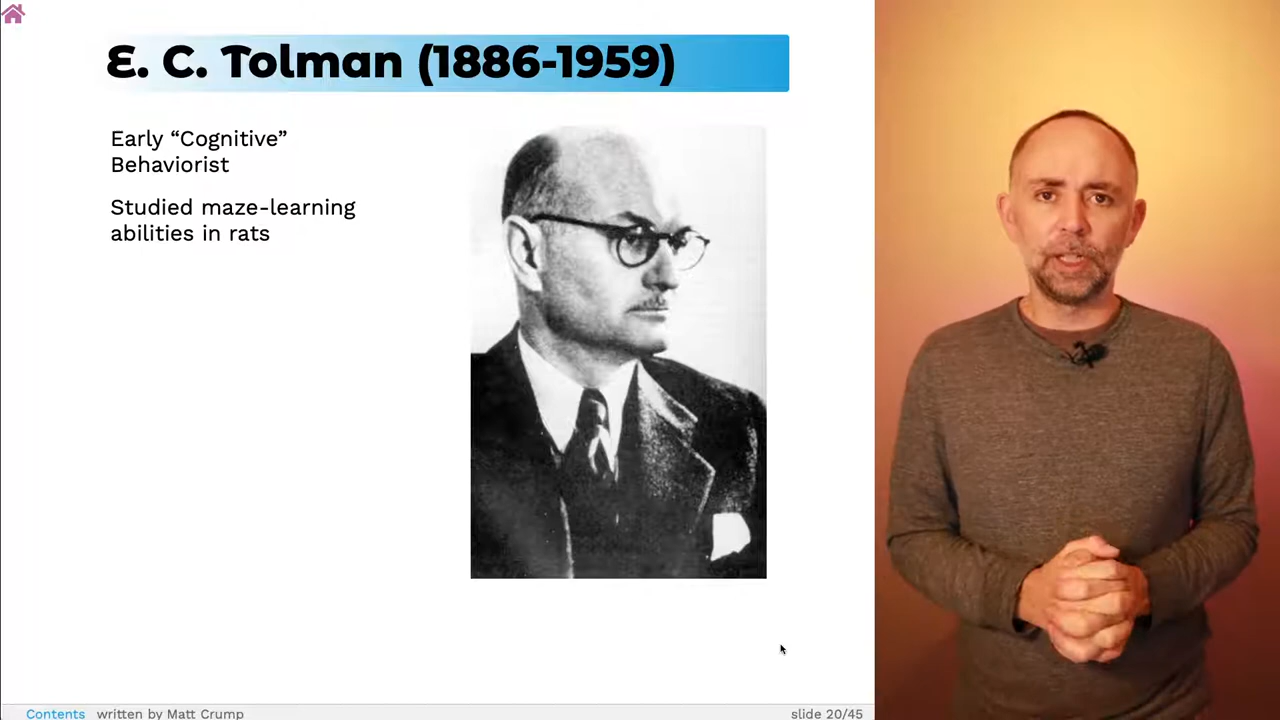 E. C. Tolman (1886-1959)
Early “Cognitive”
Behaviorist
Studied maze-learning
abilities in rats
Contents written by Matt Crump
slide 20/45